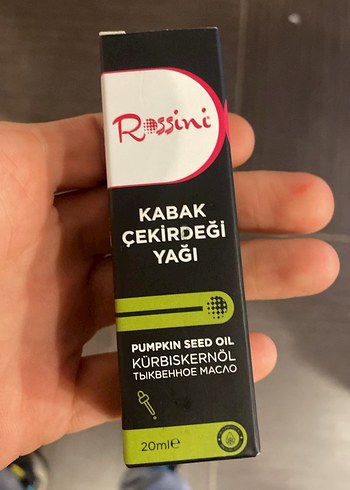 Rossini
KABAK
ÇEKİRDEĞİ
YAĞI
PUMPKIN SEED OIL
KÜRBISKERNÖL
ТЫКВЕННОЕ МАСЛО
20ml℮